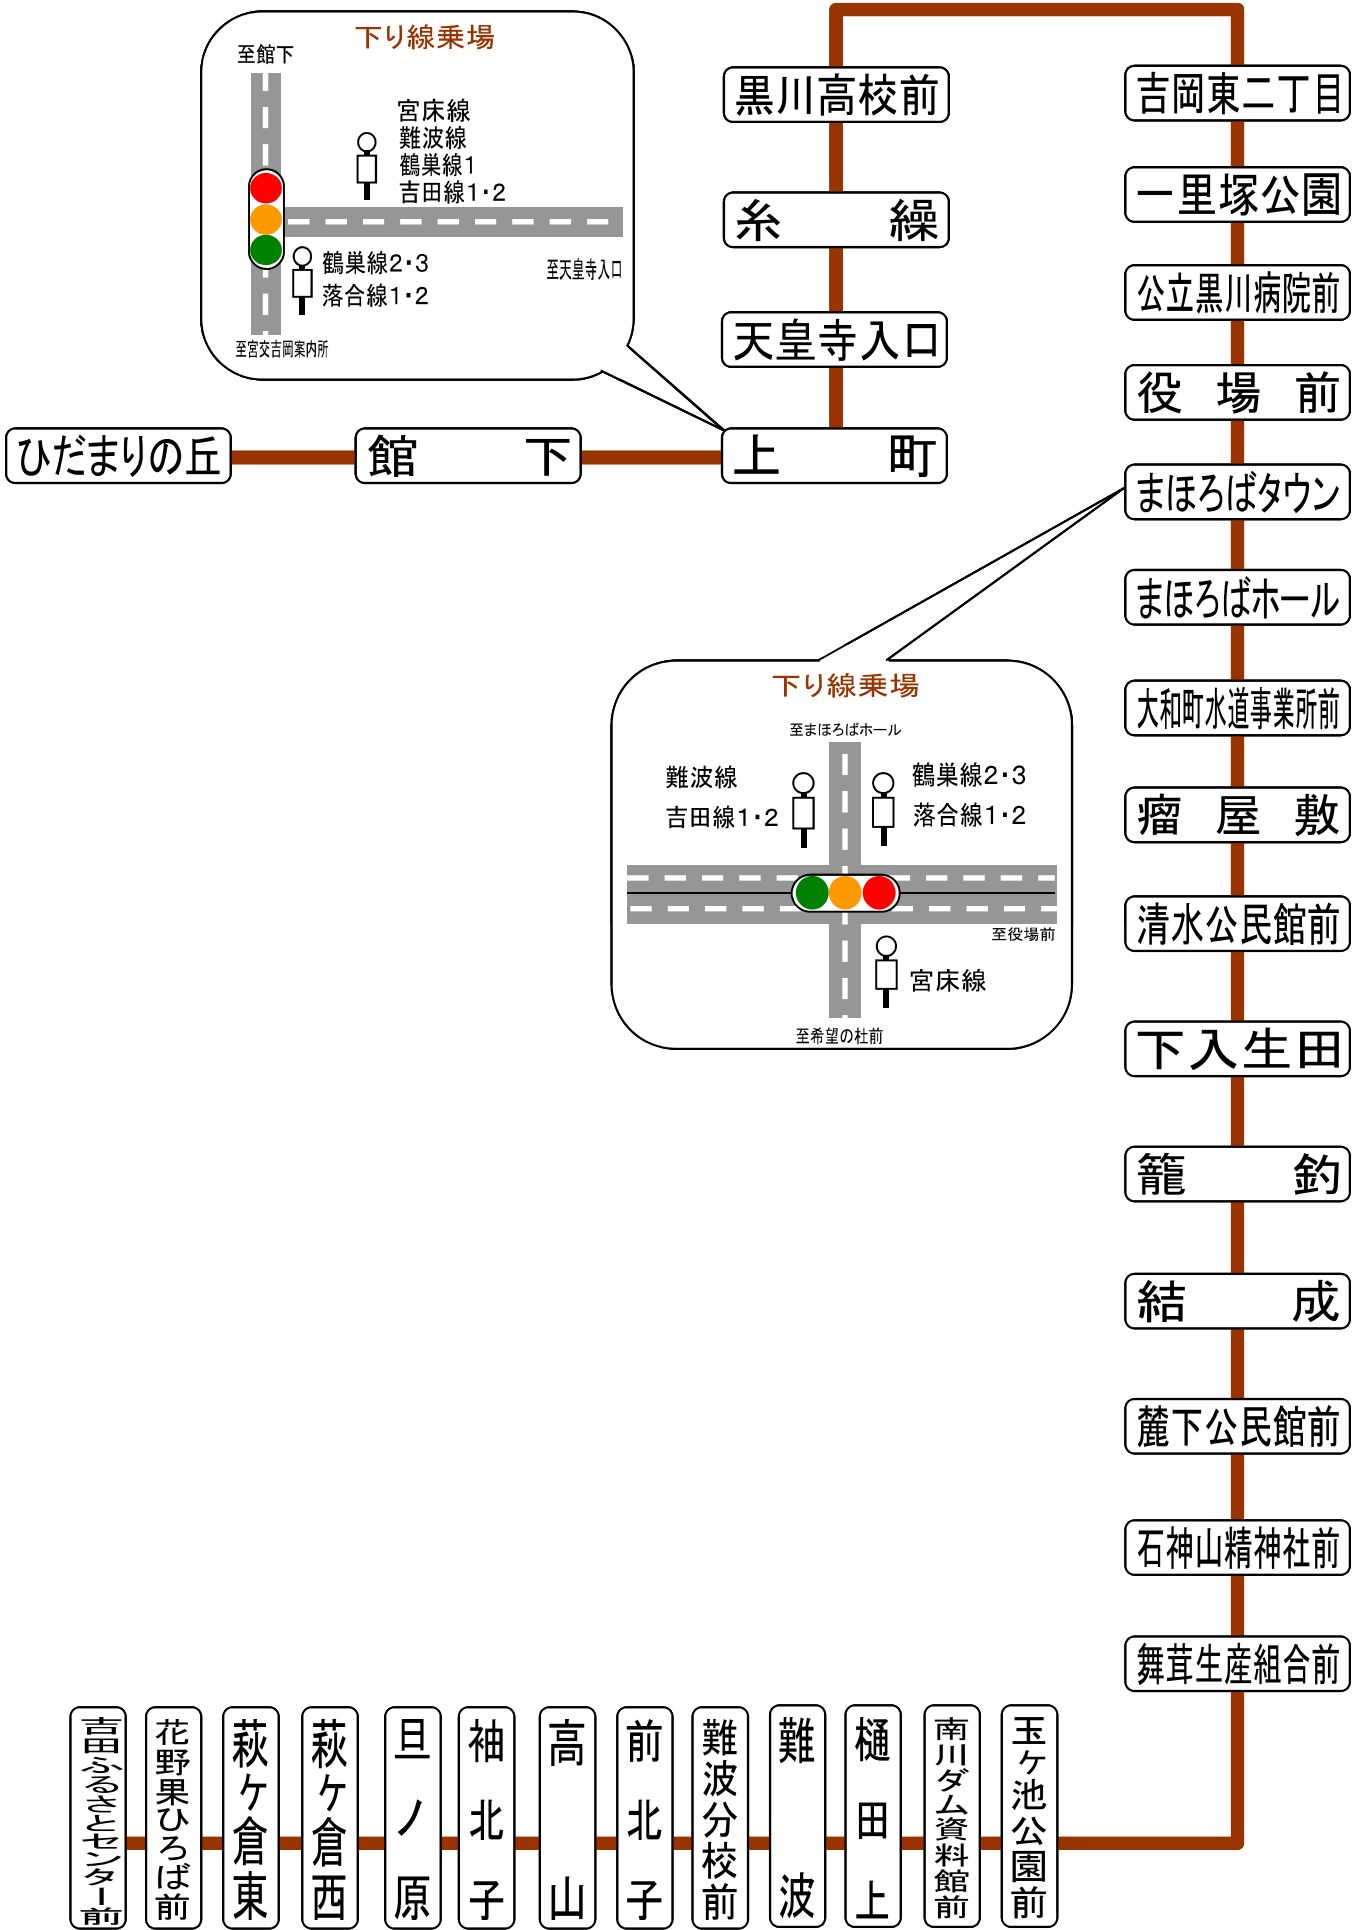 下り線乗場
至館下
宮床線
難波線
鶴巣線1
吉田線1・2
鶴巣線2・3
落合線1・2
至天皇寺入口
至宮交吉岡案内所
ひだまりの丘
館下
上町
天皇寺入口
糸繰
黒川高校前
吉岡東二丁目
一里塚公園
公立黒川病院前
役場前
まほろばタウン
まほろばホール
大和町水道事業所前
瘤屋敷
清水公民館前
下入生田
籠釣
結成
麓下公民館前
石神山精神社前
舞茸生産組合前
下り線乗場
至まほろばホール
難波線
吉田線1・2
鶴巣線2・3
落合線1・2
至役場前
宮床線
至希望の杜前
玉ヶ池公園前
南川ダム資料館前
樋田上
難波
難波分校前
前北子
高山
袖北子
旦ノ原
萩ケ倉西
萩ケ倉東
花野果ひろば前
吉田ふるさとセンター前